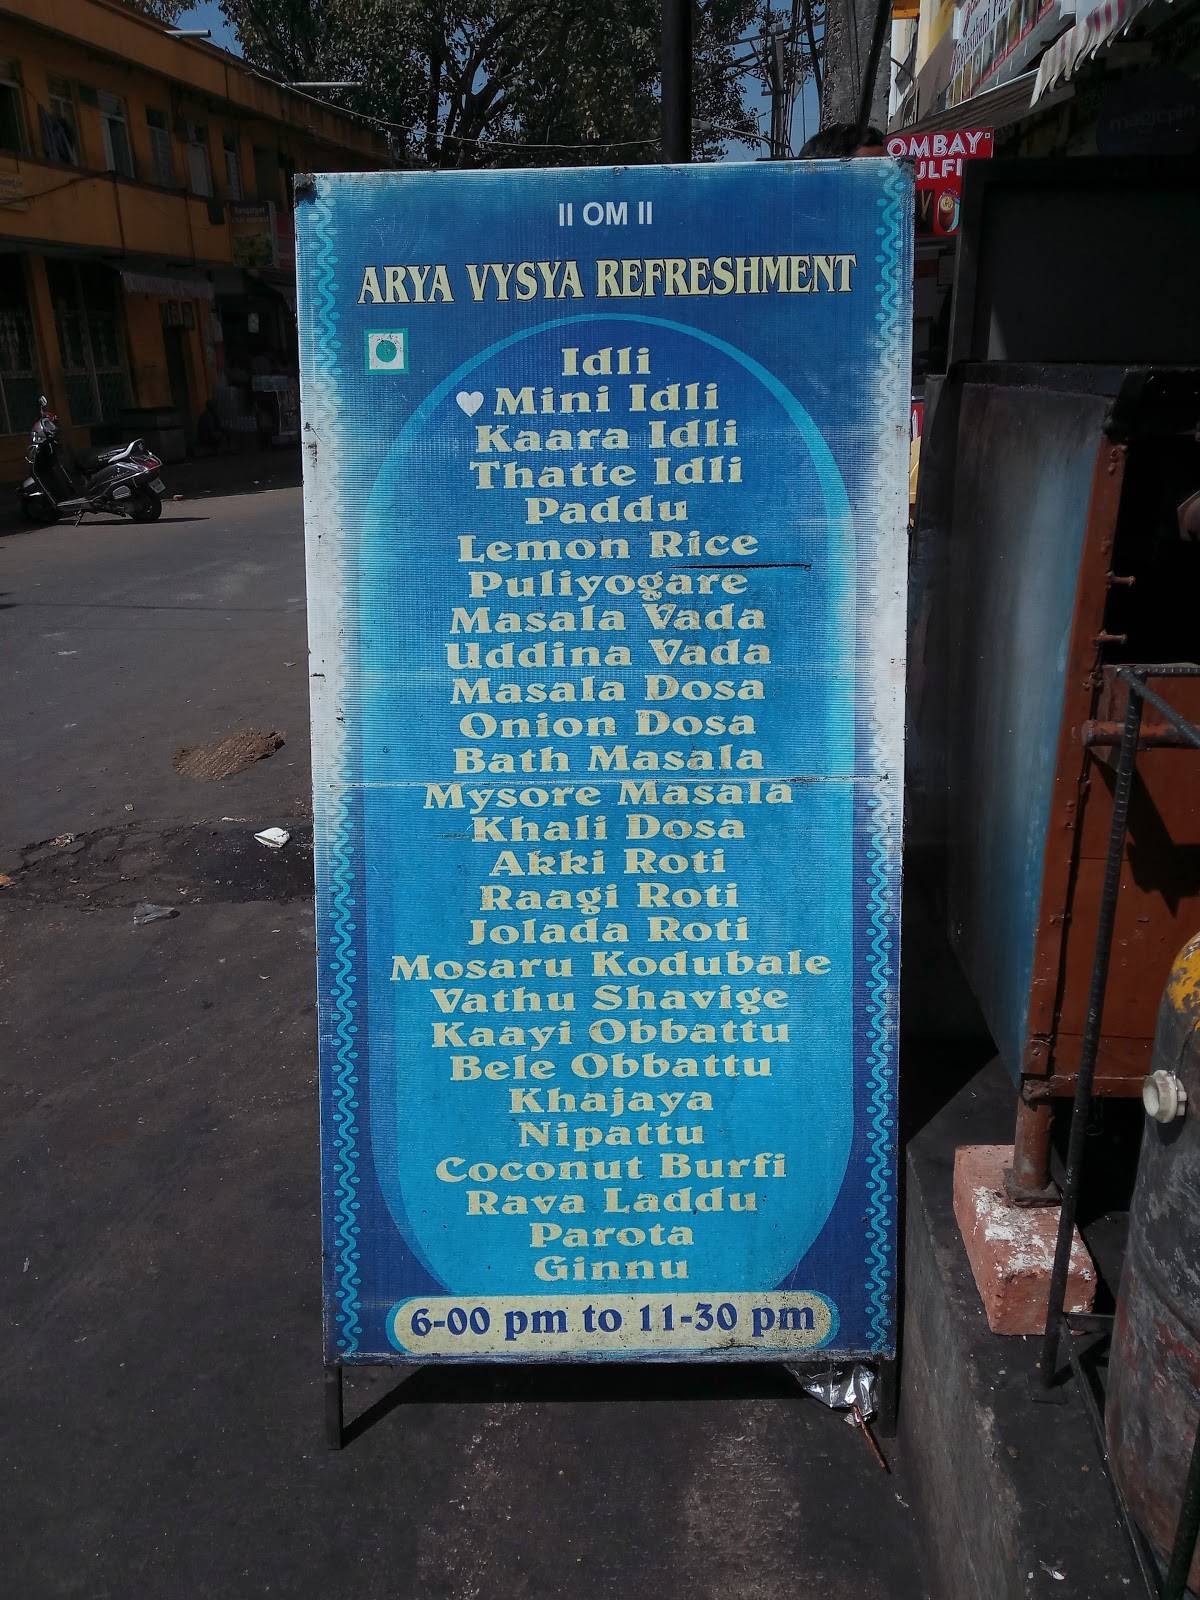 II OM II
ARYA VYSYA REFRESHMENT
Idli
Mini Idli
Kaara Idli
Thatte Idli
Paddu
Lemon Rice
Puliyogare
Masala Vada
Uddina Vada
Masala Dosa
Onion Dosa
Bath Masala
Mysore Masala
Khali Dosa
Akki Roti
Raagi Roti
Jolada Roti
Mosaru Kodubale
Vathu Shavige
Kaayi Obbattu
Bele Obbattu
Khajaya
Nipattu
Coconut Burfi
Rava Laddu
Parota
Ginnu
6-00 pm to 11-30 pm
OMBAY
ULFI
magicpin